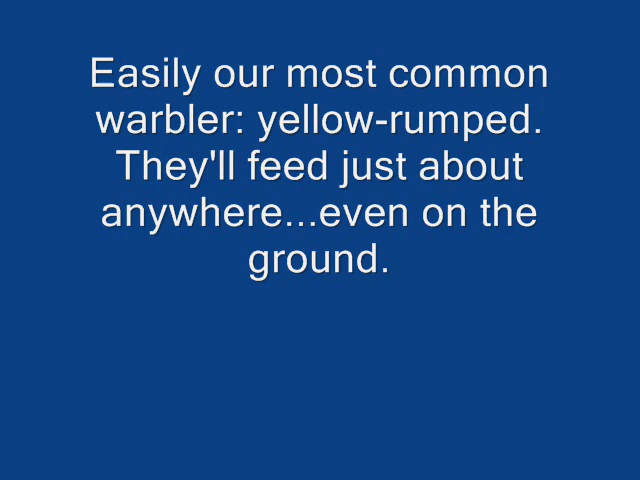 Easily our most common
warbler: yellow-rumped.
They'll feed just about
anywhere...even on the
ground.